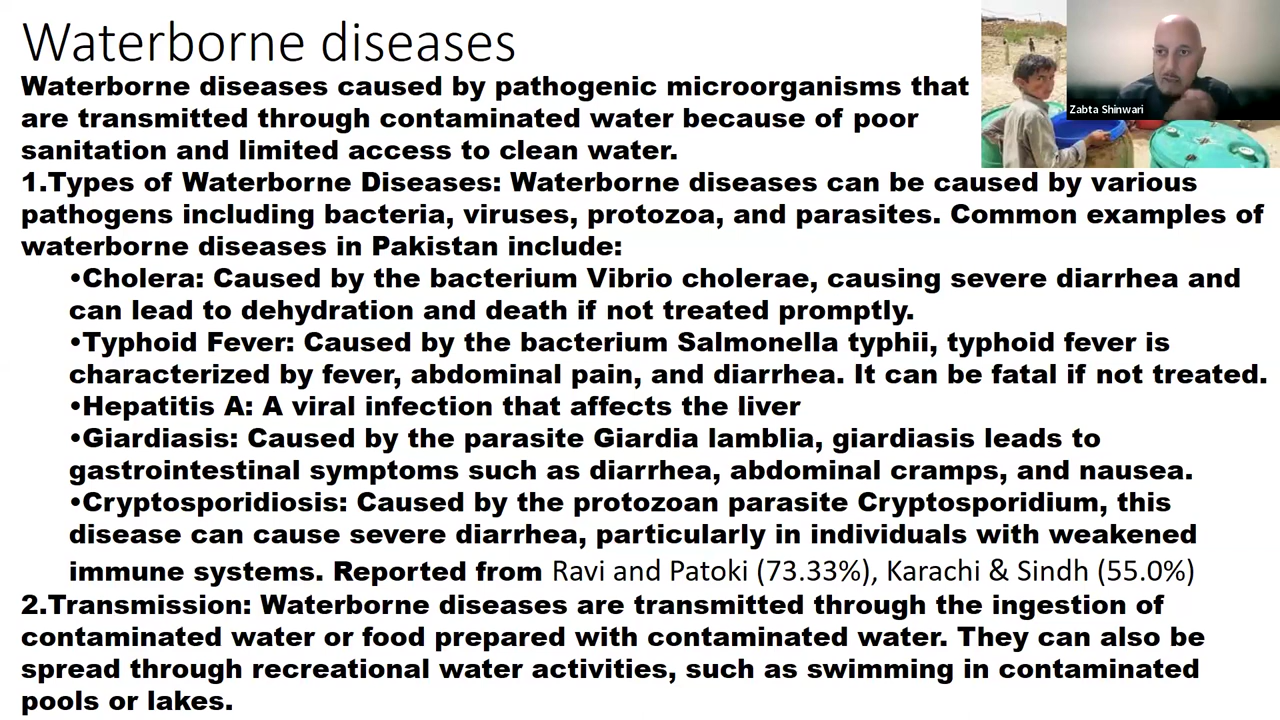 Waterborne diseases
Zabta Shinwari
Waterborne diseases caused by pathogenic microorganisms that
are transmitted through contaminated water because of poor
sanitation and limited access to clean water.
1.Types of Waterborne Diseases: Waterborne diseases can be caused by various
pathogens including bacteria, viruses, protozoa, and parasites. Common examples of
waterborne diseases in Pakistan include:
•Cholera: Caused by the bacterium Vibrio cholerae, causing severe diarrhea and
can lead to dehydration and death if not treated promptly.
•Typhoid Fever: Caused by the bacterium Salmonella typhii, typhoid fever is
characterized by fever, abdominal pain, and diarrhea. It can be fatal if not treated.
•Hepatitis A: A viral infection that affects the liver
•Giardiasis: Caused by the parasite Giardia lamblia, giardiasis leads to
gastrointestinal symptoms such as diarrhea, abdominal cramps, and nausea.
•Cryptosporidiosis: Caused by the protozoan parasite Cryptosporidium, this
disease can cause severe diarrhea, particularly in individuals with weakened
immune systems. Reported from Ravi and Patoki (73.33%), Karachi & Sindh (55.0%)
2.Transmission: Waterborne diseases are transmitted through the ingestion of
contaminated water or food prepared with contaminated water. They can also be
spread through recreational water activities, such as swimming in contaminated
pools or lakes.